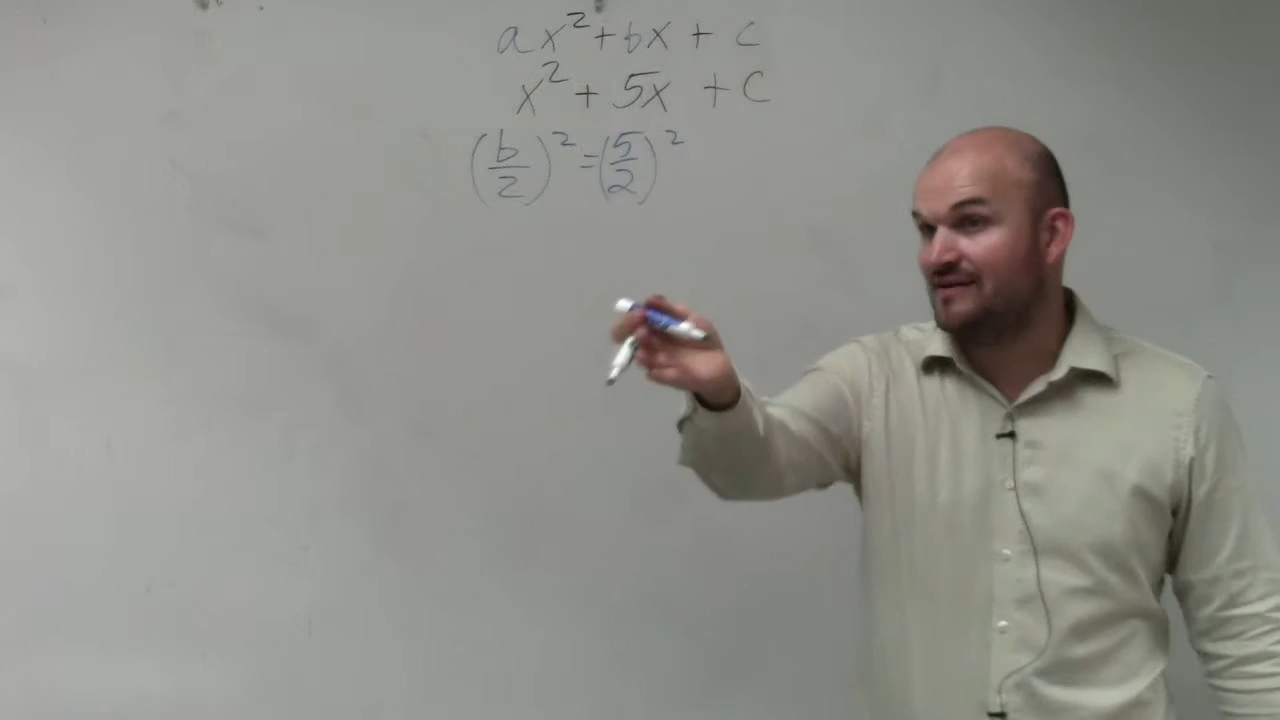 ax² + bx + c
x² + 5x + c
(b/2)² = (5/2)²